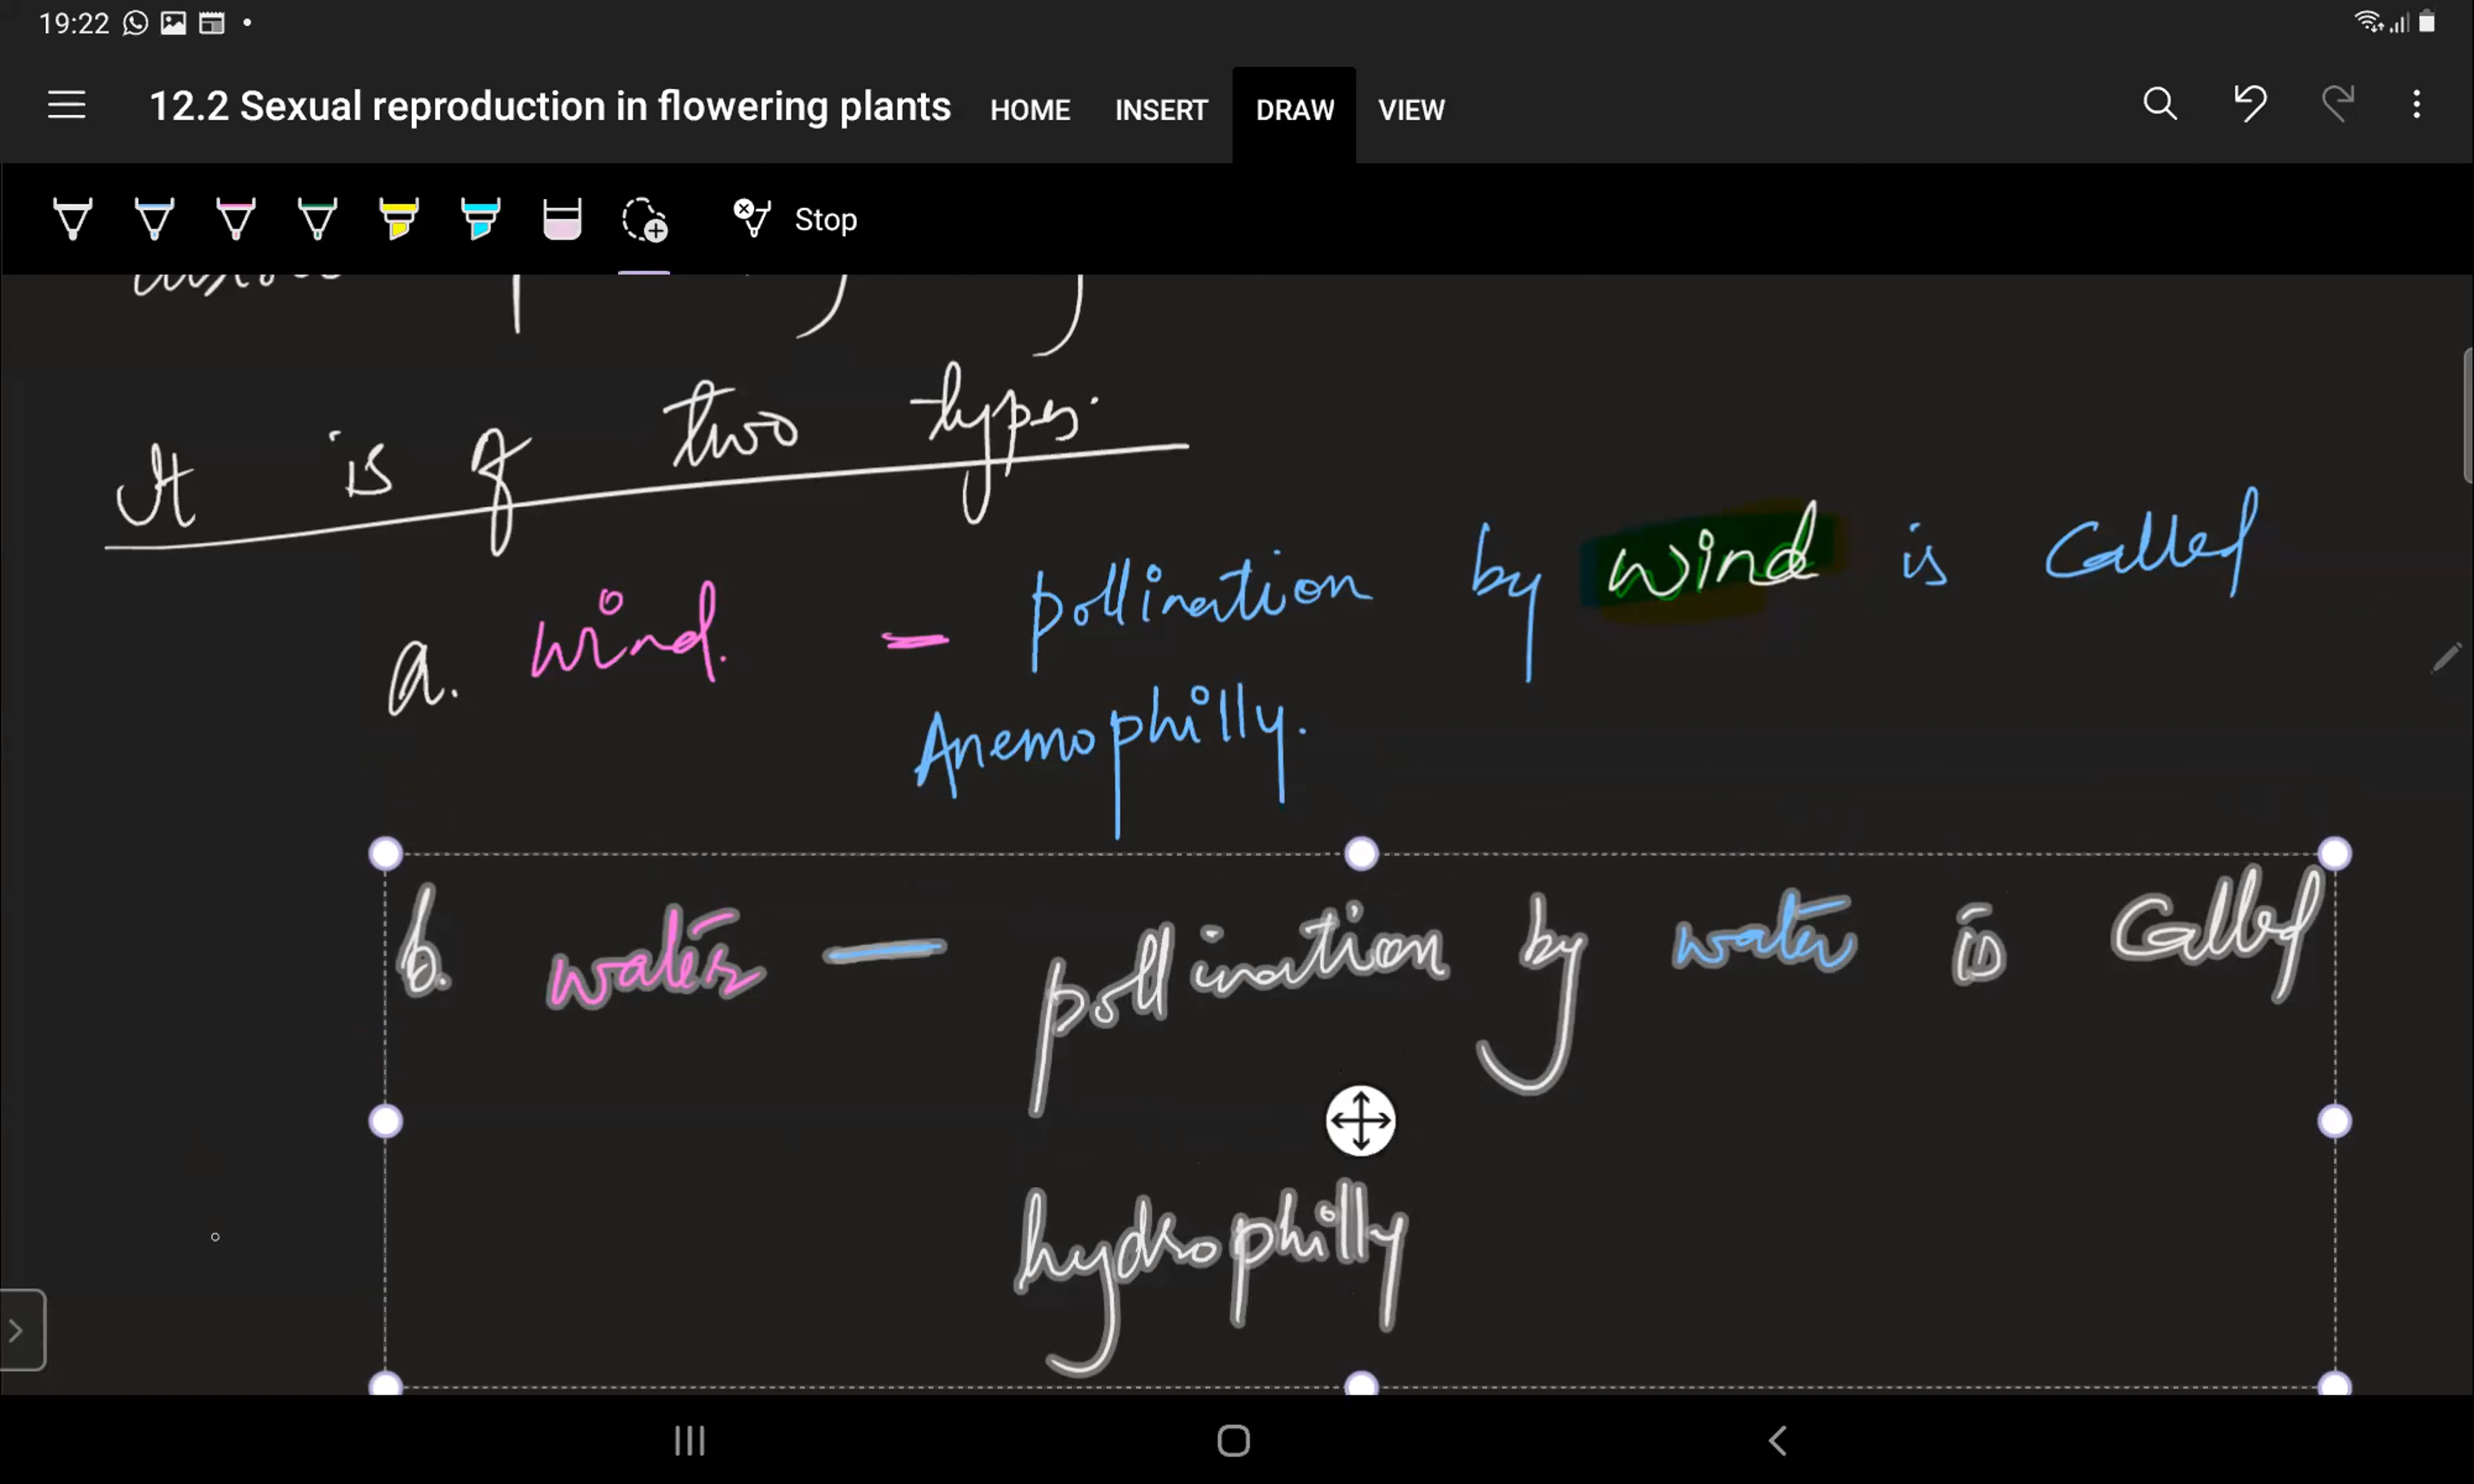 19:22
12.2 Sexual reproduction in flowering plants HOME INSERT DRAW VIEW
Stop
It is of two types.
a. wind. - pollination by wind is called
Anemophilly.
b. water - pollination by water is called
hydrophilly